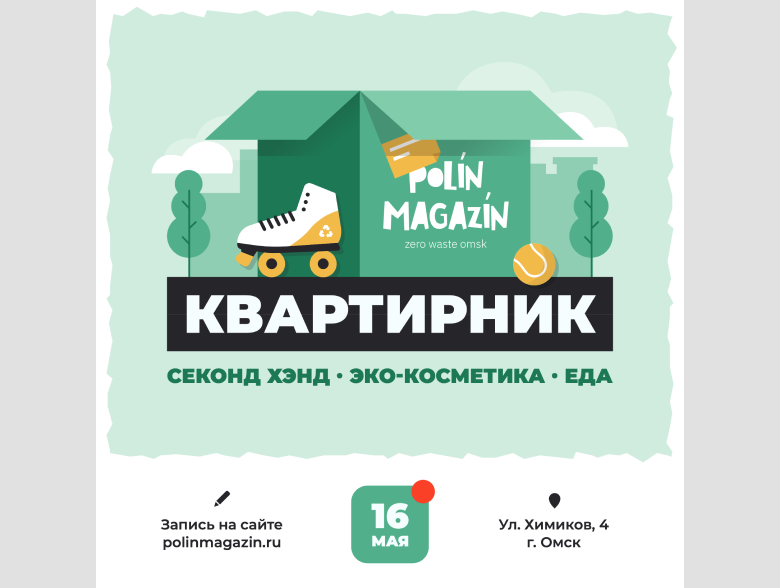 POLÍN
MAGAZÍN
zero waste omsk
КВАРТИРНИК
СЕКОНД ХЭНД • ЭКО-КОСМЕТИКА • ЕДА
Запись на сайте
polinmagazin.ru
16
МАЯ
Ул. Химиков, 4
г. Омск